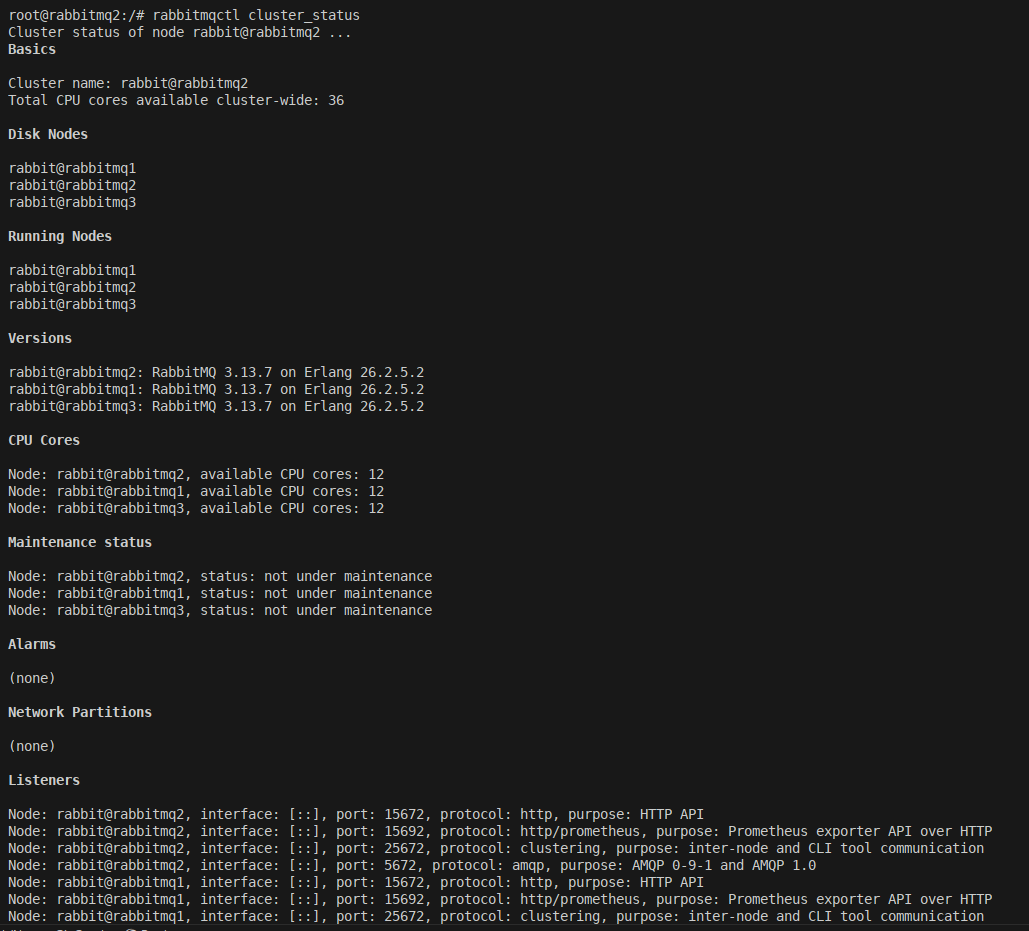 root@rabbitmq2:/# rabbitmqctl cluster_status
Cluster status of node rabbit@rabbitmq2 ...
Basics
Cluster name: rabbit@rabbitmq2
Total CPU cores available cluster-wide: 36
Disk Nodes
rabbit@rabbitmq1
rabbit@rabbitmq2
rabbit@rabbitmq3
Running Nodes
rabbit@rabbitmq1
rabbit@rabbitmq2
rabbit@rabbitmq3
Versions
rabbit@rabbitmq2: RabbitMQ 3.13.7 on Erlang 26.2.5.2
rabbit@rabbitmq1: RabbitMQ 3.13.7 on Erlang 26.2.5.2
rabbit@rabbitmq3: RabbitMQ 3.13.7 on Erlang 26.2.5.2
CPU Cores
Node: rabbit@rabbitmq2, available CPU cores: 12
Node: rabbit@rabbitmq1, available CPU cores: 12
Node: rabbit@rabbitmq3, available CPU cores: 12
Maintenance status
Node: rabbit@rabbitmq2, status: not under maintenance
Node: rabbit@rabbitmq1, status: not under maintenance
Node: rabbit@rabbitmq3, status: not under maintenance
Alarms
(none)
Network Partitions
(none)
Listeners
Node: rabbit@rabbitmq2, interface: [::], port: 15672, protocol: http, purpose: HTTP API
Node: rabbit@rabbitmq2, interface: [::], port: 15692, protocol: http/prometheus, purpose: Prometheus exporter API over HTTP
Node: rabbit@rabbitmq2, interface: [::], port: 25672, protocol: clustering, purpose: inter-node and CLI tool communication
Node: rabbit@rabbitmq2, interface: [::], port: 5672, protocol: amqp, purpose: AMQP 0-9-1 and AMQP 1.0
Node: rabbit@rabbitmq1, interface: [::], port: 15672, protocol: http, purpose: HTTP API
Node: rabbit@rabbitmq1, interface: [::], port: 15692, protocol: http/prometheus, purpose: Prometheus exporter API over HTTP
Node: rabbit@rabbitmq1, interface: [::], port: 25672, protocol: clustering, purpose: inter-node and CLI tool communication